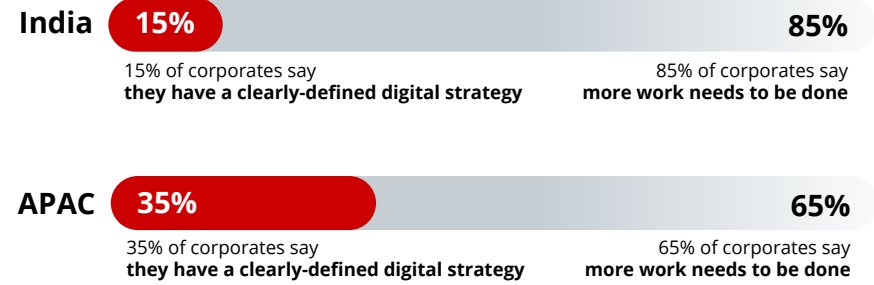 India 15% 85%
15% of corporates say 85% of corporates say
they have a clearly-defined digital strategy more work needs to be done
APAC 35% 65%
35% of corporates say 65% of corporates say
they have a clearly-defined digital strategy more work needs to be done